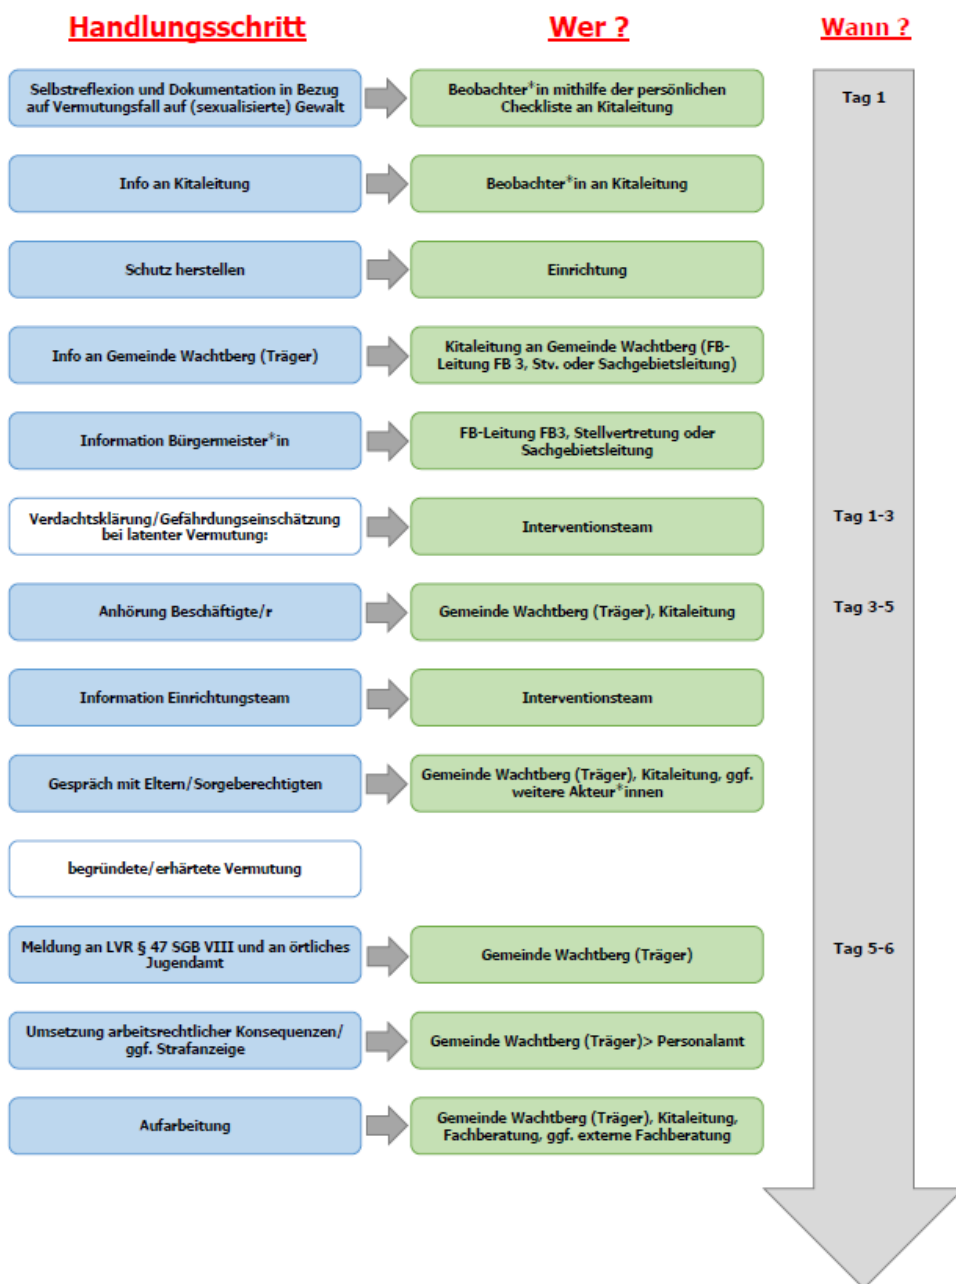 Handlungsschritt
Wer ?
Wann ?
Selbstreflexion und Dokumentation in Bezug
auf Vermutungsfall auf (sexualisierte) Gewalt
Beobachter*in mithilfe der persönlichen
Checkliste an Kitaleitung
Tag 1
Info an Kitaleitung
Beobachter*in an Kitaleitung
Schutz herstellen
Einrichtung
Info an Gemeinde Wachtberg (Träger)
Kitaleitung an Gemeinde Wachtberg (FB-
Leitung FB 3, Stv. oder Sachgebietsleitung)
Information Bürgermeister*in
FB-Leitung FB3, Stellvertretung oder
Sachgebietsleitung
Verdachtsklärung/Gefährdungseinschätzung
bei latenter Vermutung:
Interventionsteam
Tag 1-3
Anhörung Beschäftigte/r
Gemeinde Wachtberg (Träger), Kitaleitung
Tag 3-5
Information Einrichtungsteam
Interventionsteam
Gespräch mit Eltern/Sorgeberechtigten
Gemeinde Wachtberg (Träger), Kitaleitung, ggf.
weitere Akteur*innen
begründete/erhärtete Vermutung
Meldung an LVR § 47 SGB VIII und an örtliches
Jugendamt
Gemeinde Wachtberg (Träger)
Tag 5-6
Umsetzung arbeitsrechtlicher Konsequenzen/
ggf. Strafanzeige
Gemeinde Wachtberg (Träger)> Personalamt
Aufarbeitung
Gemeinde Wachtberg (Träger), Kitaleitung,
Fachberatung, ggf. externe Fachberatung